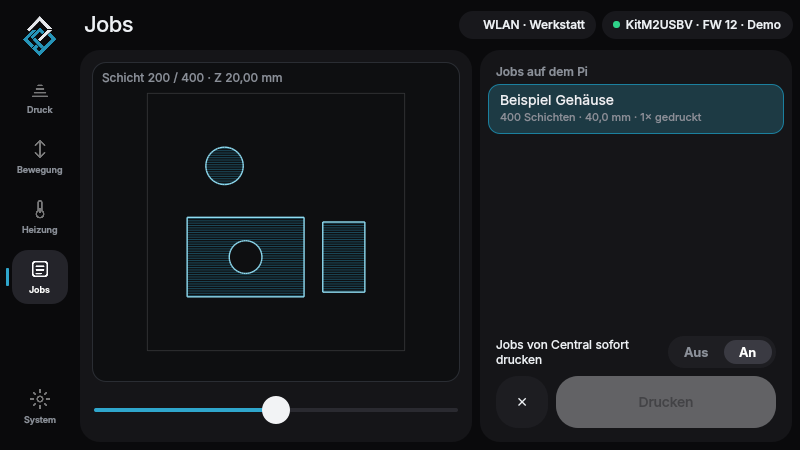 Jobs
WLAN · Werkstatt
KitM2USBV · FW 12 · Demo
Druck
Bewegung
Heizung
Jobs
System
Schicht 200 / 400 · Z 20,00 mm
Jobs auf dem Pi
Beispiel Gehäuse
400 Schichten · 40,0 mm · 1× gedruckt
Jobs von Central sofort
drucken
Aus
An
×
Drucken